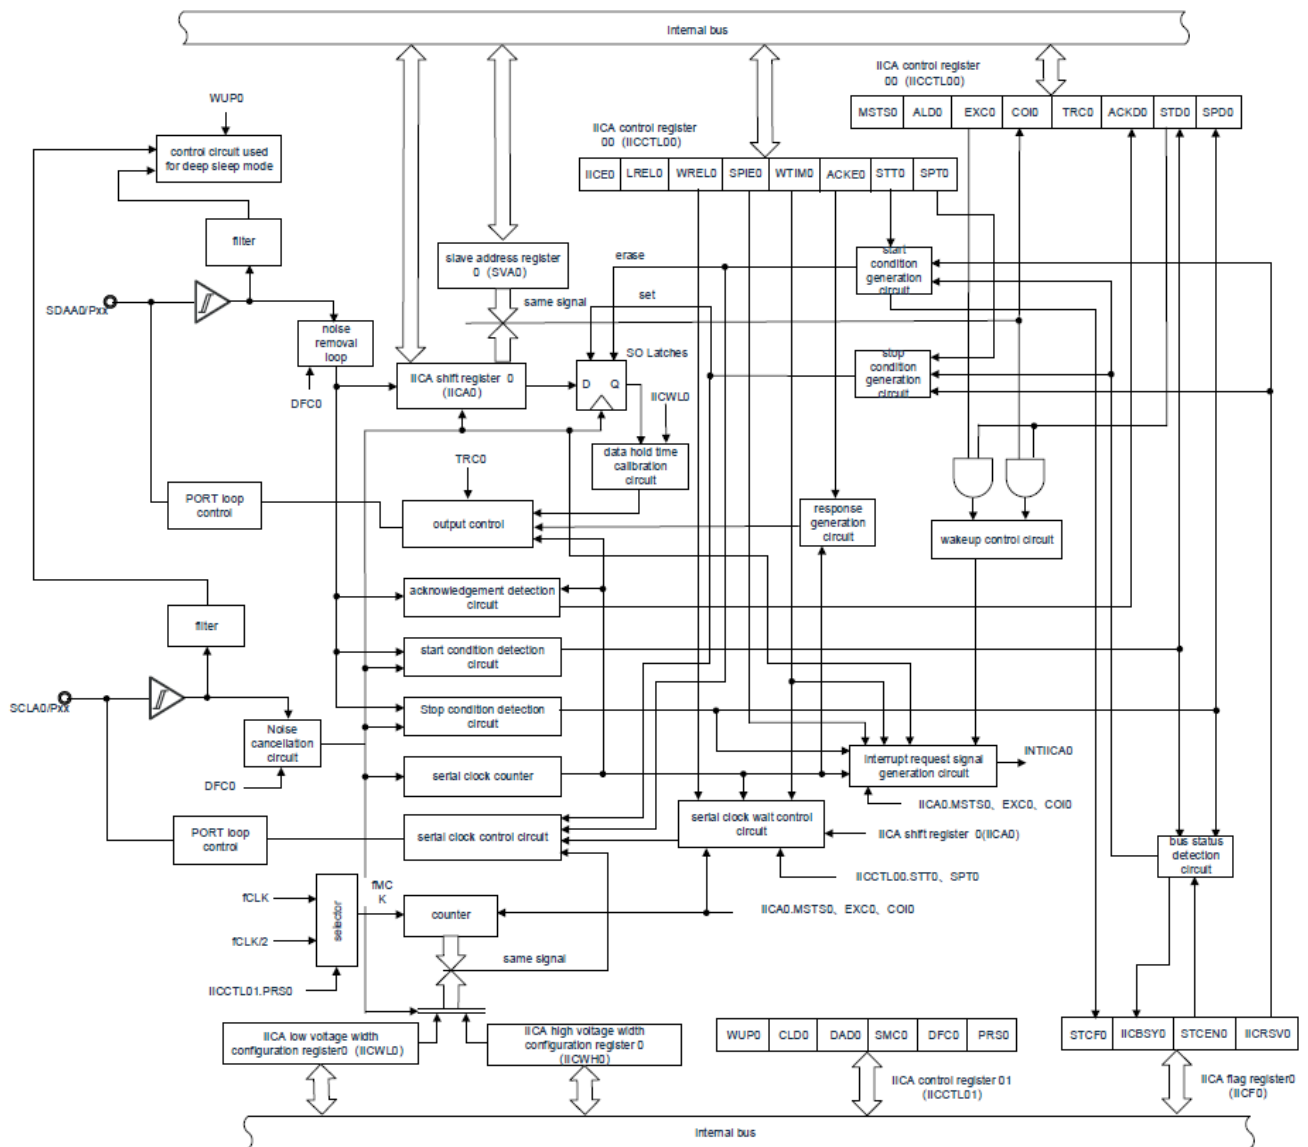 Internal bus
IICA control register
00 (IICCTL00)
MSTS0 ALD0 EXC0 COI0 TRC0 ACKD0 STD0 SPD0
WUP0
IICA control register
00 (IICCTL00)
control circuit used
for deep sleep mode
IICE0 LREL0 WREL0 SPIE0 WTIM0 ACKE0 STT0 SPT0
filter
slave address register
0 (SVA0)
erase
start
condition
generation
circuit
set
same signal
SDAA0/Pxx
noise
removal
loop
SO Latches
stop
condition
generation
circuit
IICA shift register 0
(IICA0)
D Q
DFC0
IICWL0
data hold time
calibration
circuit
TRC0
PORT loop
control
output control
response
generation
circuit
wakeup control circuit
acknowledgement detection
circuit
filter
start condition detection
circuit
SCLA0/Pxx
Stop condition detection
circuit
Noise
cancellation
circuit
Interrupt request signal
generation circuit
INTIICA0
DFC0
serial clock counter
IICA0.MSTS0、EXC0、COI0
PORT loop
control
serial clock control circuit
serial clock wait control
circuit
IICA shift register 0(IICA0)
bus status
detection
circuit
IICCTL00.STT0、SPT0
fCLK
fMC
K
selector
counter
IICA0.MSTS0、EXC0、COI0
fCLK/2
same signal
IICCTL01.PRS0
IICA low voltage width
configuration register0 (IICWL0)
IICA high voltage width
configuration register 0
(IICWH0)
WUP0 CLD0 DAD0 SMC0 DFC0 PRS0
STCF0 IICBSY0 STCEN0 IICRSV0
IICA control register 01
(IICCTL01)
IICA flag register0
(IICF0)
Internal bus